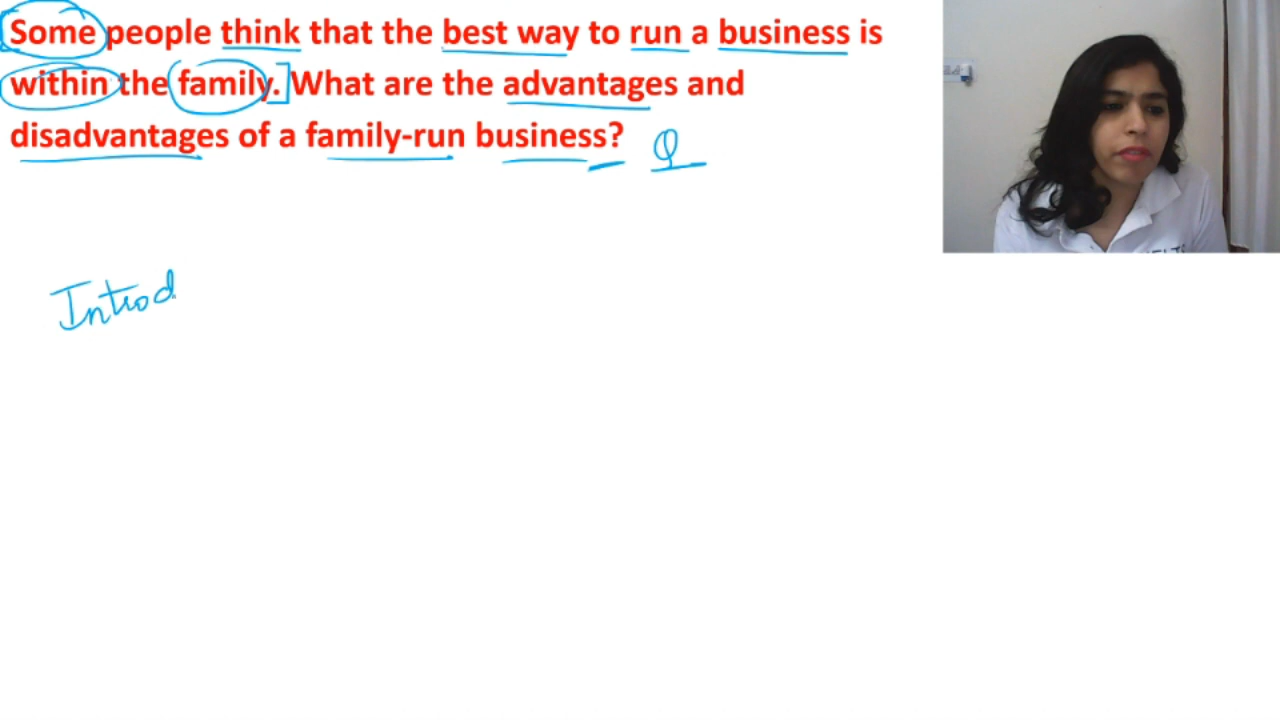 Some people think that the best way to run a business is
within the family. What are the advantages and
disadvantages of a family-run business? Q
Introd